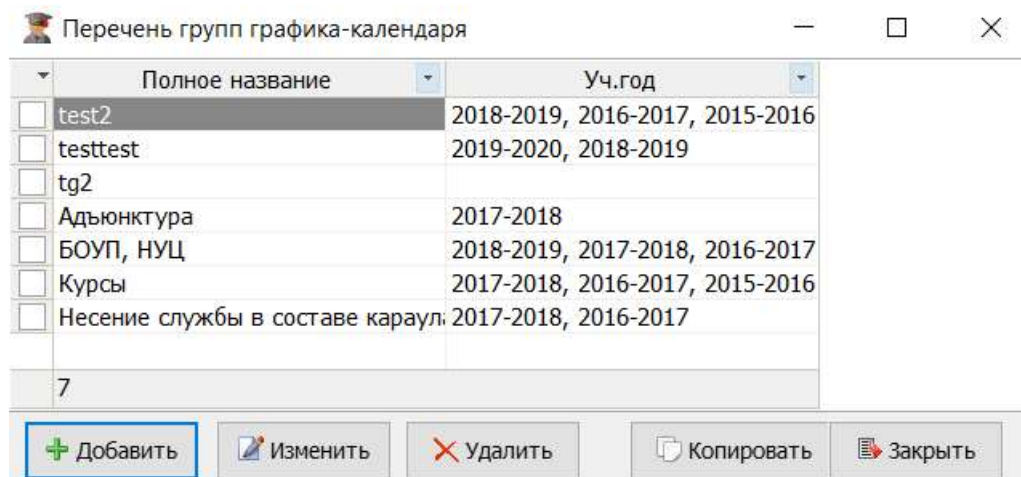 Перечень групп графика-календаря
Полное название Уч.год
test2 2018-2019, 2016-2017, 2015-2016
testtest 2019-2020, 2018-2019
tg2
Адъюнктура 2017-2018
БОУП, НУЦ 2018-2019, 2017-2018, 2016-2017
Курсы 2017-2018, 2016-2017, 2015-2016
Несение службы в составе караула 2017-2018, 2016-2017
7
Добавить Изменить Удалить Копировать Закрыть